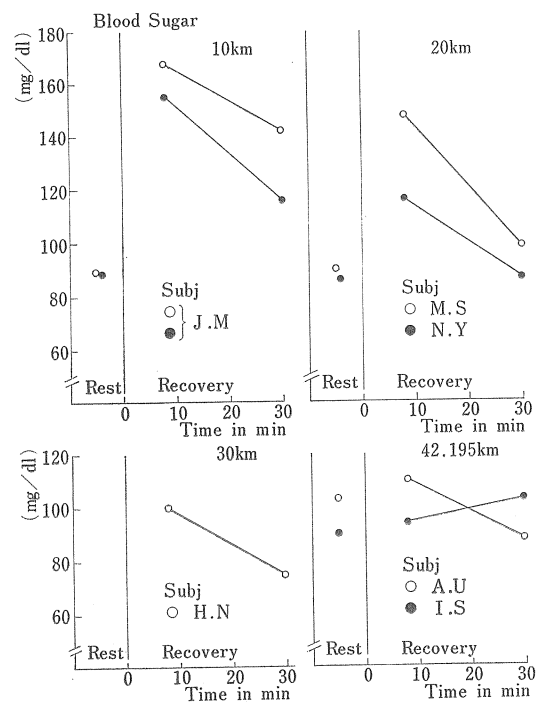 Blood Sugar
(mg/dl)
180
160
140
120
100
80
60
10km
Subj
J.M
Rest
Recovery
0 10 20 30
Time in min
20km
Subj
M.S
N.Y
Rest
Recovery
0 10 20 30
Time in min
(mg/dl)
120
100
80
60
30km
Subj
H.N
Rest
Recovery
0 10 20 30
Time in min
42.195km
Subj
A.U
I.S
Rest
Recovery
0 10 20 30
Time in min